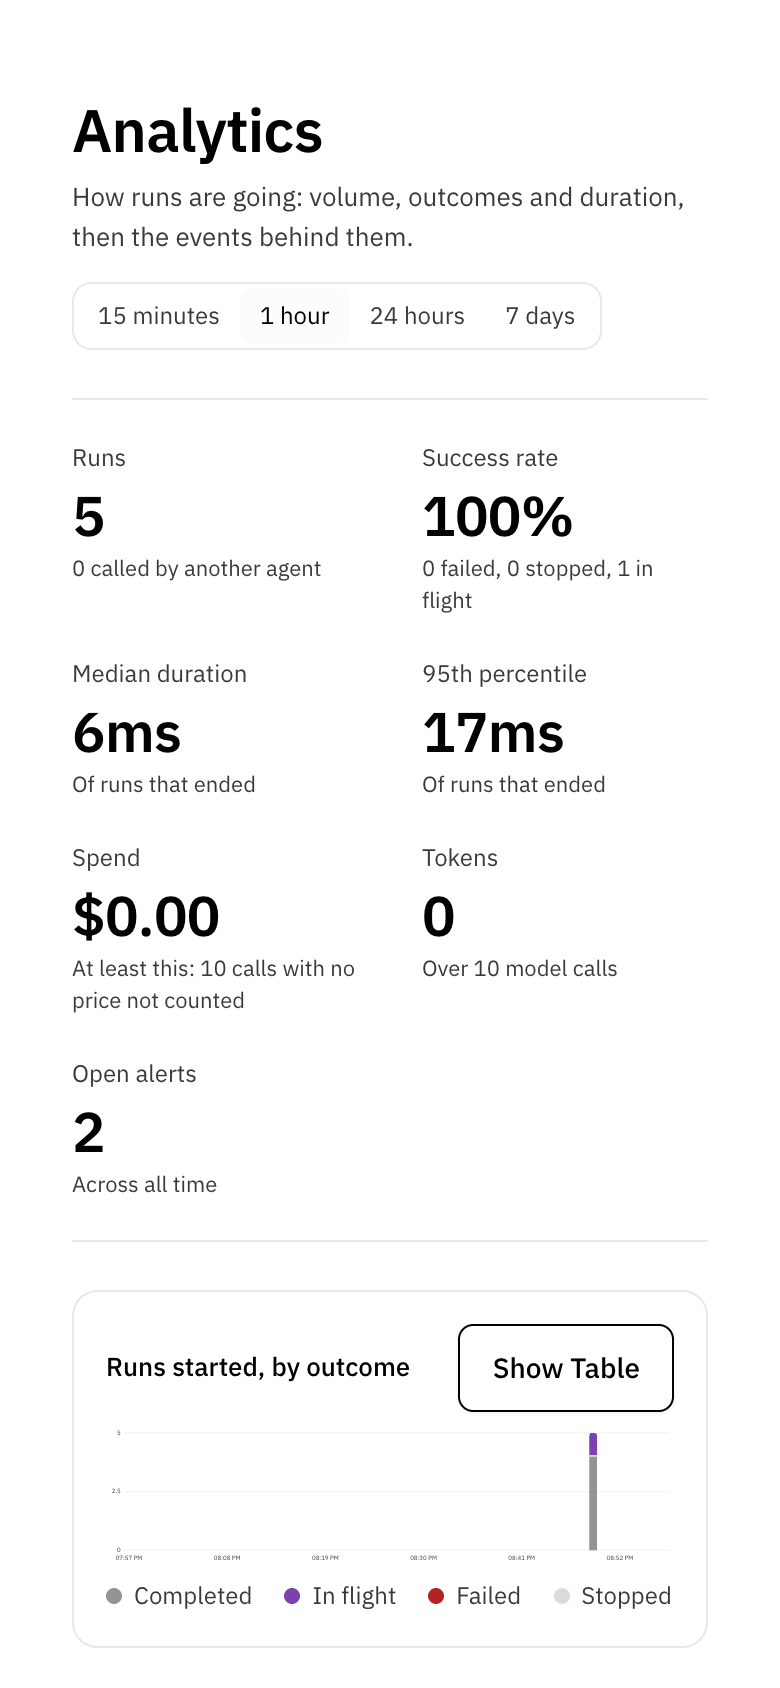 Analytics
How runs are going: volume, outcomes and duration,
then the events behind them.
15 minutes 1 hour 24 hours 7 days
Runs
5
0 called by another agent
Success rate
100%
0 failed, 0 stopped, 1 in
flight
Median duration
6ms
Of runs that ended
95th percentile
17ms
Of runs that ended
Spend
$0.00
At least this: 10 calls with no
price not counted
Tokens
0
Over 10 model calls
Open alerts
2
Across all time
Runs started, by outcome
Show Table
5
2.5
0
07:57 PM 08:08 PM 08:19 PM 08:30 PM 08:41 PM 08:52 PM
Completed In flight Failed Stopped